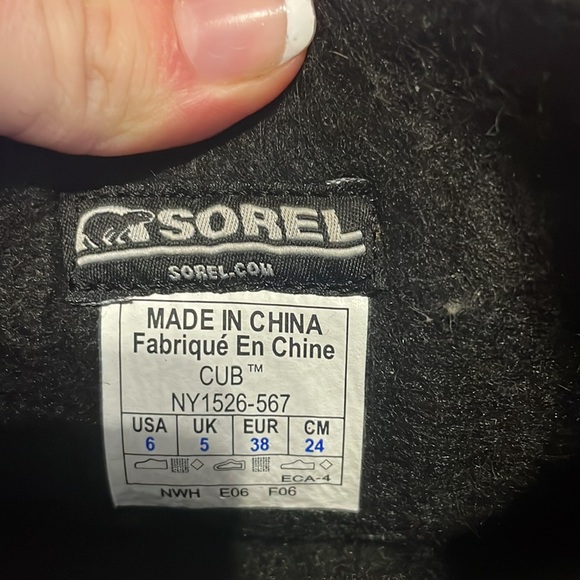 SOREL
SOREL.COM
MADE IN CHINA
Fabriqué En Chine
CUB™
NY1526-567
USA UK EUR CM
6 5 38 24
ECA-4
NWH E06 F06